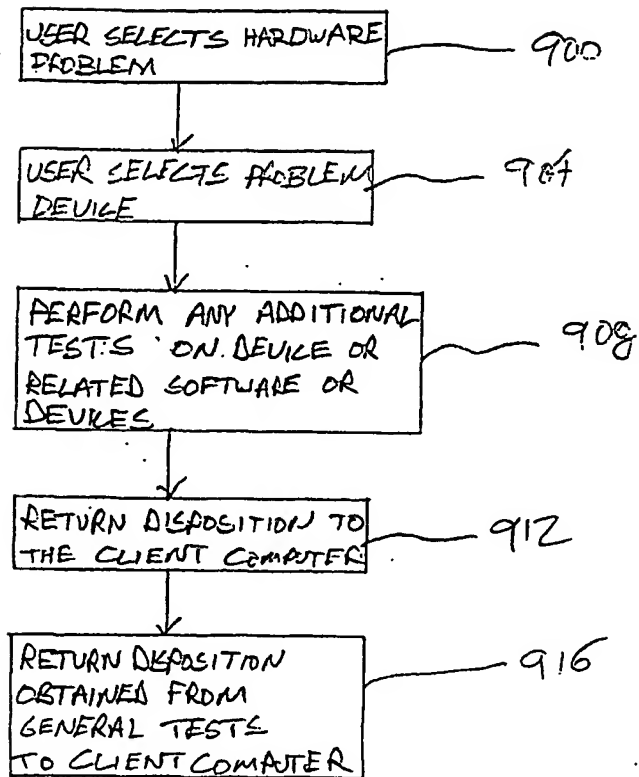 USER SELECTS HARDWARE
PROBLEM
900
USER SELECTS PROBLEM
DEVICE
904
PERFORM ANY ADDITIONAL
TESTS ON DEVICE OR
RELATED SOFTWARE OR
DEVICES
908
RETURN DISPOSITION TO
THE CLIENT COMPUTER
912
RETURN DISPOSITION
OBTAINED FROM
GENERAL TESTS
TO CLIENT COMPUTER
916